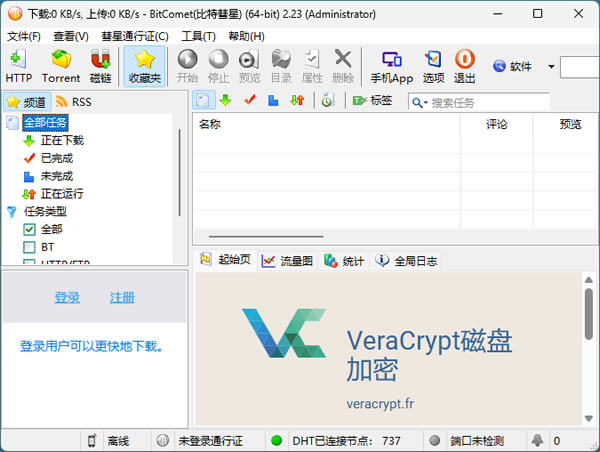 下载:0 KB/s, 上传:0 KB/s - BitComet(比特彗星) (64-bit) 2.23 (Administrator)
文件(F) 查看(V) 彗星通行证(C) 工具(T) 帮助(H)
HTTP Torrent 磁链 收藏夹 开始 停止 预览 目录 属性 删除 手机App 选项 退出 软件
频道 RSS
标签 搜索任务
全部任务
正在下载
已完成
未完成
正在运行
任务类型
全部
BT
HTTP/FTP
名称 评论 预览
起始页 流量图 统计 全局日志
登录 注册
登录用户可以更快地下载。
VeraCrypt磁盘
加密
veracrypt.fr
离线 未登录通行证 DHT已连接节点: 737 端口未检测 0